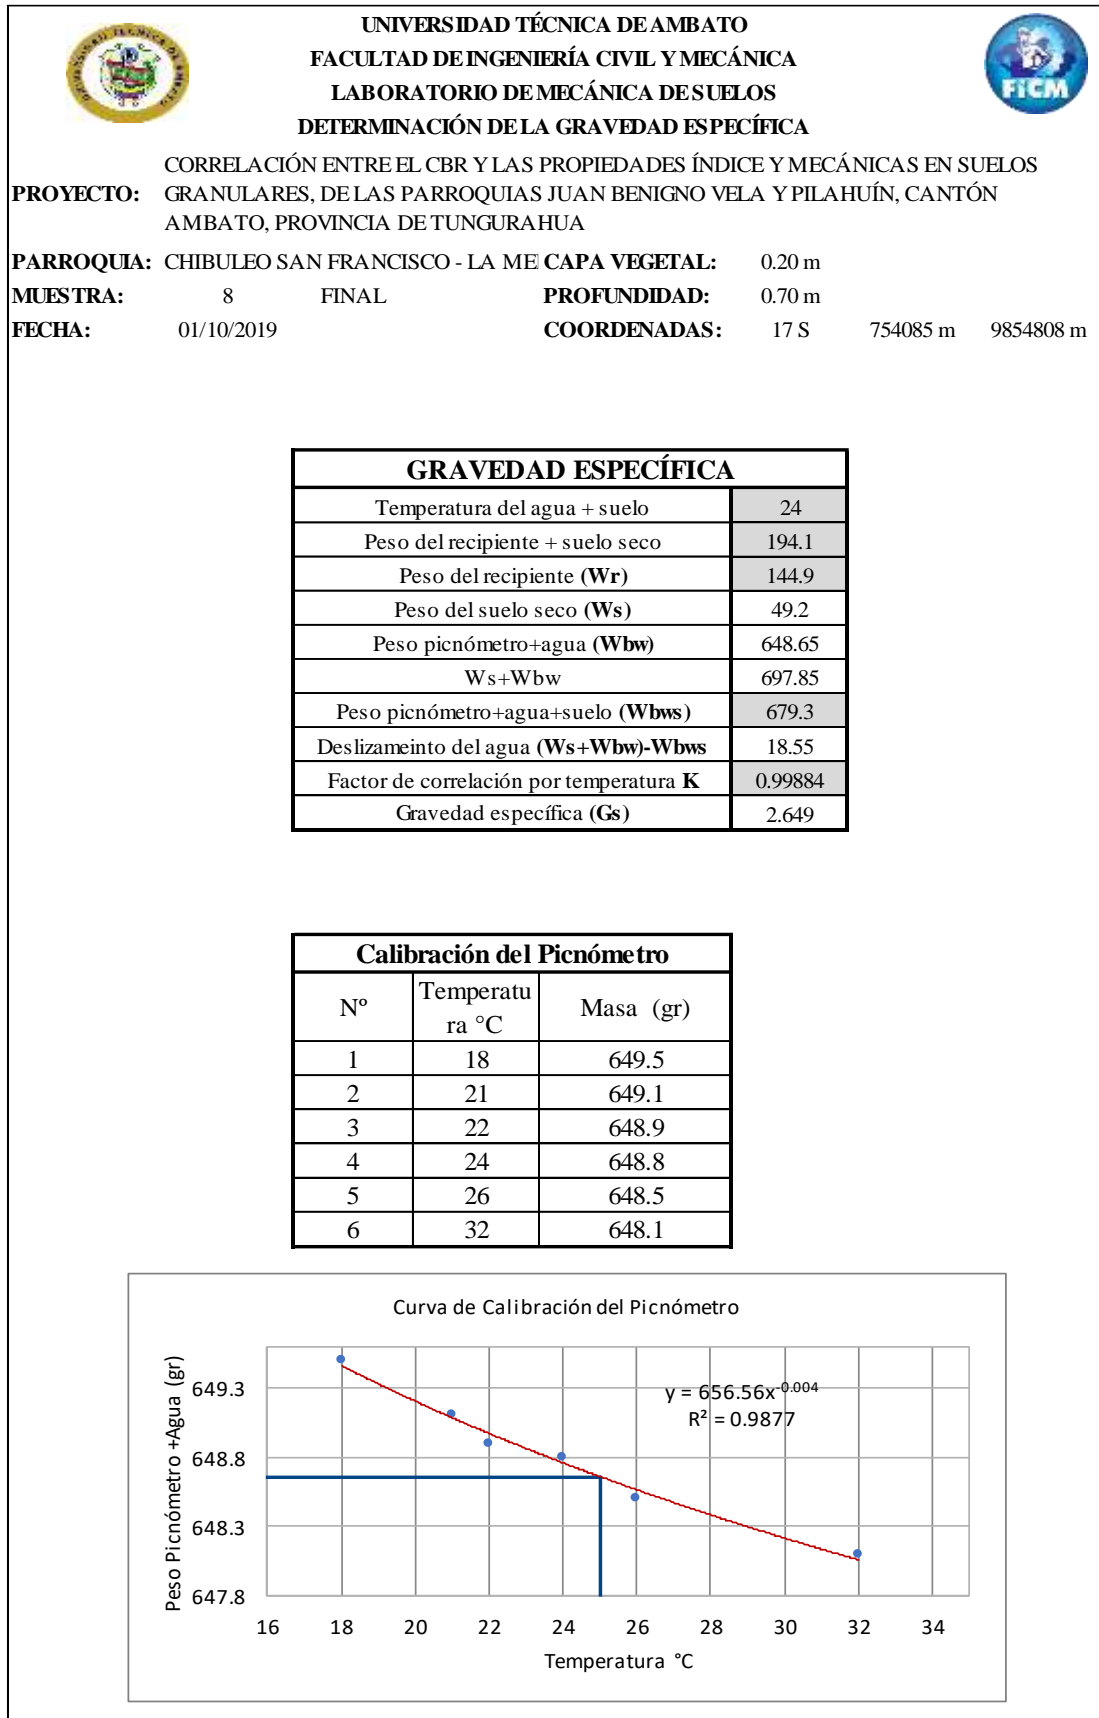 UNIVERSIDAD TÉCNICA DE AMBATO
FACULTAD DE INGENIERÍA CIVIL Y MECÁNICA
LABORATORIO DE MECÁNICA DE SUELOS
DETERMINACIÓN DE LA GRAVEDAD ESPECÍFICA
FICM
PROYECTO: CORRELACIÓN ENTRE EL CBR Y LAS PROPIEDADES ÍNDICE Y MECÁNICAS EN SUELOS
GRANULARES, DE LAS PARROQUIAS JUAN BENIGNO VELA Y PILAHUÍN, CANTÓN
AMBATO, PROVINCIA DE TUNGURAHUA
PARROQUIA: CHIBULEO SAN FRANCISCO - LA ME CAPA VEGETAL: 0.20 m
MUESTRA: 8 FINAL PROFUNDIDAD: 0.70 m
FECHA: 01/10/2019 COORDENADAS: 17 S 754085 m 9854808 m
GRAVEDAD ESPECÍFICA
Temperatura del agua + suelo 24
Peso del recipiente + suelo seco 194.1
Peso del recipiente (Wr) 144.9
Peso del suelo seco (Ws) 49.2
Peso picnómetro+agua (Wbw) 648.65
Ws+Wbw 697.85
Peso picnómetro+agua+suelo (Wbws) 679.3
Deslizameinto del agua (Ws+Wbw)-Wbws 18.55
Factor de correlación por temperatura K 0.99884
Gravedad específica (Gs) 2.649
Calibración del Picnómetro
Nº Temperatu
ra °C Masa (gr)
1 18 649.5
2 21 649.1
3 22 648.9
4 24 648.8
5 26 648.5
6 32 648.1
Curva de Calibración del Picnómetro
Peso Picnómetro +Agua (gr)
649.3
648.8
648.3
647.8
y = 656.56x^-0.004
R² = 0.9877
16 18 20 22 24 26 28 30 32 34
Temperatura °C